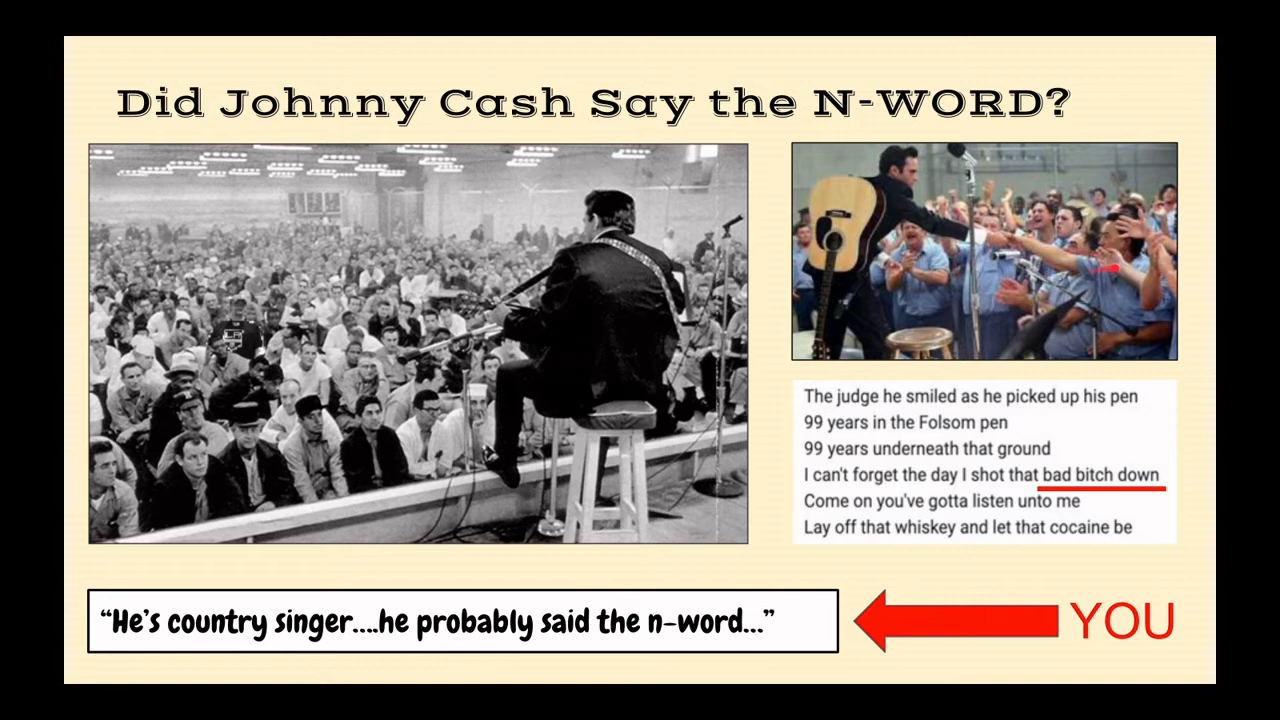 Did Johnny Cash Say the N-WORD?
The judge he smiled as he picked up his pen
99 years in the Folsom pen
99 years underneath that ground
I can't forget the day I shot that bad bitch down
Come on you've gotta listen unto me
Lay off that whiskey and let that cocaine be
“He's country singer....he probably said the n-word...”
YOU